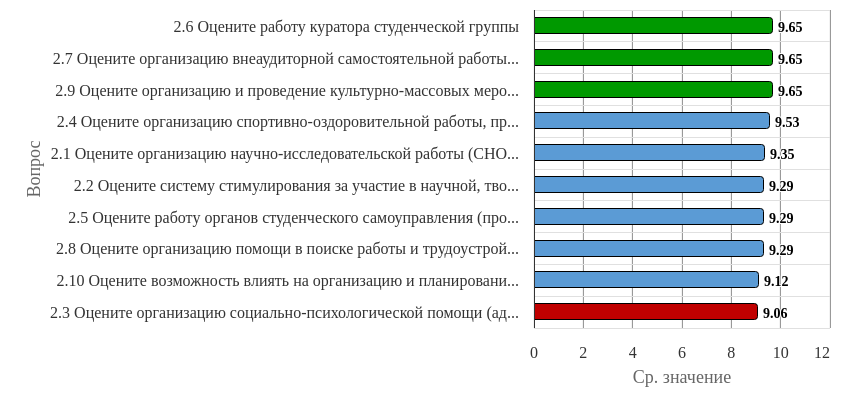 2.6 Оцените работу куратора студенческой группы 9.65
2.7 Оцените организацию внеаудиторной самостоятельной работы... 9.65
2.9 Оцените организацию и проведение культурно-массовых меро... 9.65
2.4 Оцените организацию спортивно-оздоровительной работы, пр... 9.53
2.1 Оцените организацию научно-исследовательской работы (СНО... 9.35
2.2 Оцените систему стимулирования за участие в научной, тво... 9.29
2.5 Оцените работу органов студенческого самоуправления (про... 9.29
2.8 Оцените организацию помощи в поиске работы и трудоустрой... 9.29
2.10 Оцените возможность влиять на организацию и планировани... 9.12
2.3 Оцените организацию социально-психологической помощи (ад... 9.06
Вопрос
0 2 4 6 8 10 12
Ср. значение